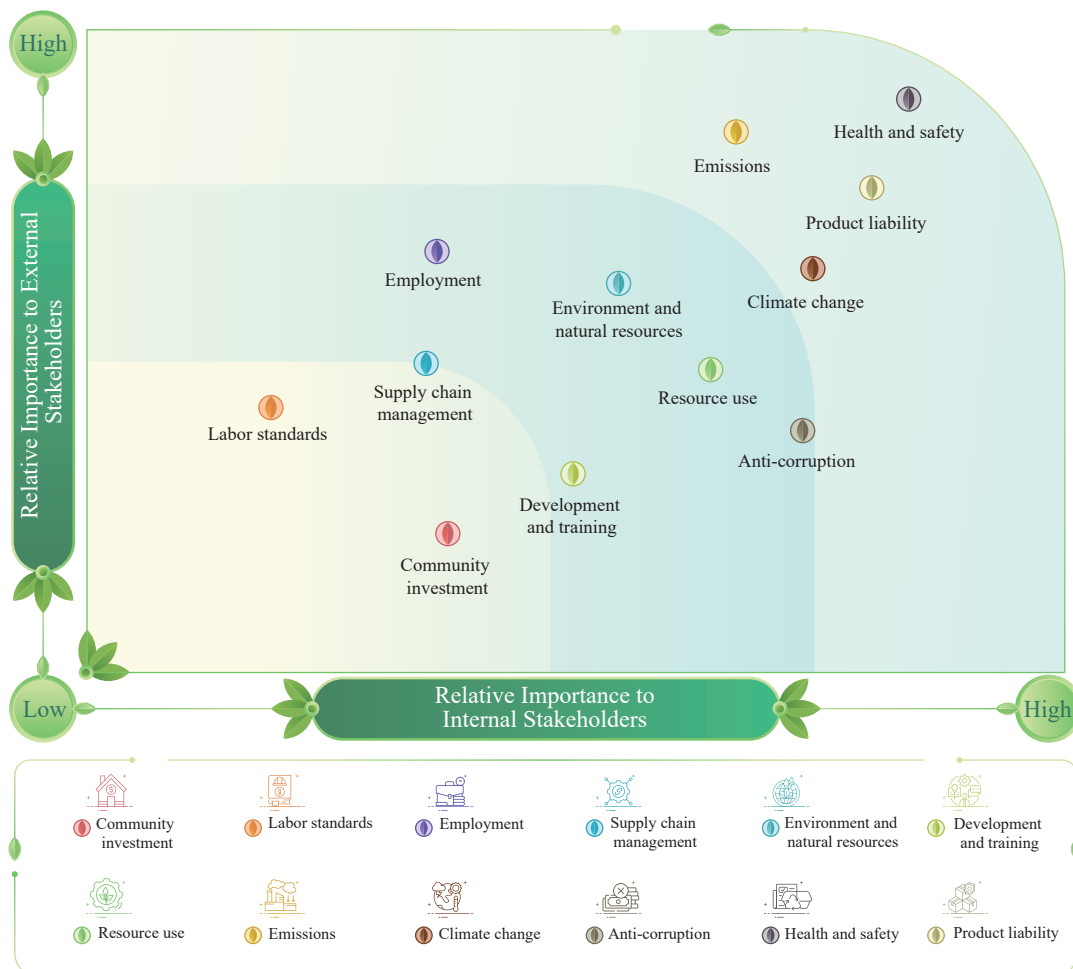 High
Health and safety
Emissions
Product liability
Employment
Climate change
Environment and
natural resources
Relative Importance to External
Stakeholders
Supply chain
management
Resource use
Labor standards
Anti-corruption
Development
and training
Community
investment
Low
Relative Importance to
Internal Stakeholders
High
Community
investment
Labor standards
Employment
Supply chain
management
Environment and
natural resources
Development
and training
Resource use
Emissions
Climate change
Anti-corruption
Health and safety
Product liability